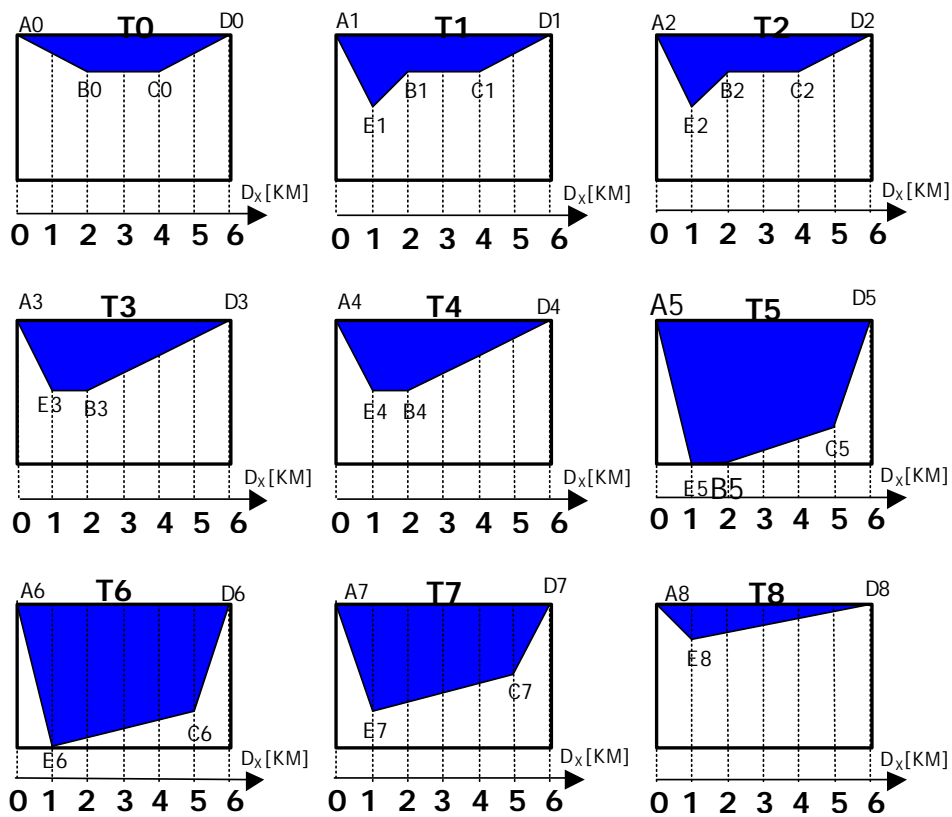 A0 T0 D0
B0 C0
Dx[KM]
0 1 2 3 4 5 6
A1 T1 D1
B1 C1
E1
Dx[KM]
0 1 2 3 4 5 6
A2 T2 D2
B2 C2
E2
Dx[KM]
0 1 2 3 4 5 6
A3 T3 D3
E3 B3
Dx[KM]
0 1 2 3 4 5 6
A4 T4 D4
E4 B4
Dx[KM]
0 1 2 3 4 5 6
A5 T5 D5
C5
E5 B5
Dx[KM]
0 1 2 3 4 5 6
A6 T6 D6
C6
E6
Dx[KM]
0 1 2 3 4 5 6
A7 T7 D7
C7
E7
Dx[KM]
0 1 2 3 4 5 6
A8 T8 D8
E8
Dx[KM]
0 1 2 3 4 5 6